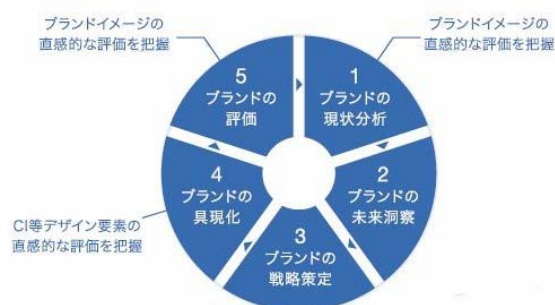 ブランドイメージの
直感的な評価を把握
ブランドイメージの
直感的な評価を把握
5
ブランドの
評価
1
ブランドの
現状分析
4
ブランドの
具現化
2
ブランドの
未来洞察
CI等デザイン要素の
直感的な評価を把握
3
ブランドの
戦略策定